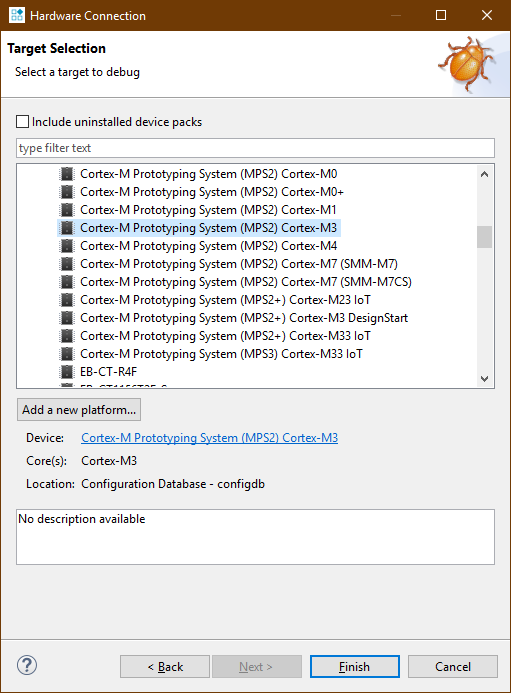 Hardware Connection
Target Selection
Select a target to debug
Include uninstalled device packs
type filter text
Cortex-M Prototyping System (MPS2) Cortex-M0
Cortex-M Prototyping System (MPS2) Cortex-M0+
Cortex-M Prototyping System (MPS2) Cortex-M1
Cortex-M Prototyping System (MPS2) Cortex-M3
Cortex-M Prototyping System (MPS2) Cortex-M4
Cortex-M Prototyping System (MPS2) Cortex-M7 (SMM-M7)
Cortex-M Prototyping System (MPS2) Cortex-M7 (SMM-M7CS)
Cortex-M Prototyping System (MPS2+) Cortex-M23 IoT
Cortex-M Prototyping System (MPS2+) Cortex-M3 DesignStart
Cortex-M Prototyping System (MPS2+) Cortex-M33 IoT
Cortex-M Prototyping System (MPS3) Cortex-M33 IoT
EB-CT-R4F
Add a new platform...
Device: Cortex-M Prototyping System (MPS2) Cortex-M3
Core(s): Cortex-M3
Location: Configuration Database - configdb
No description available
? < Back Next > Finish Cancel